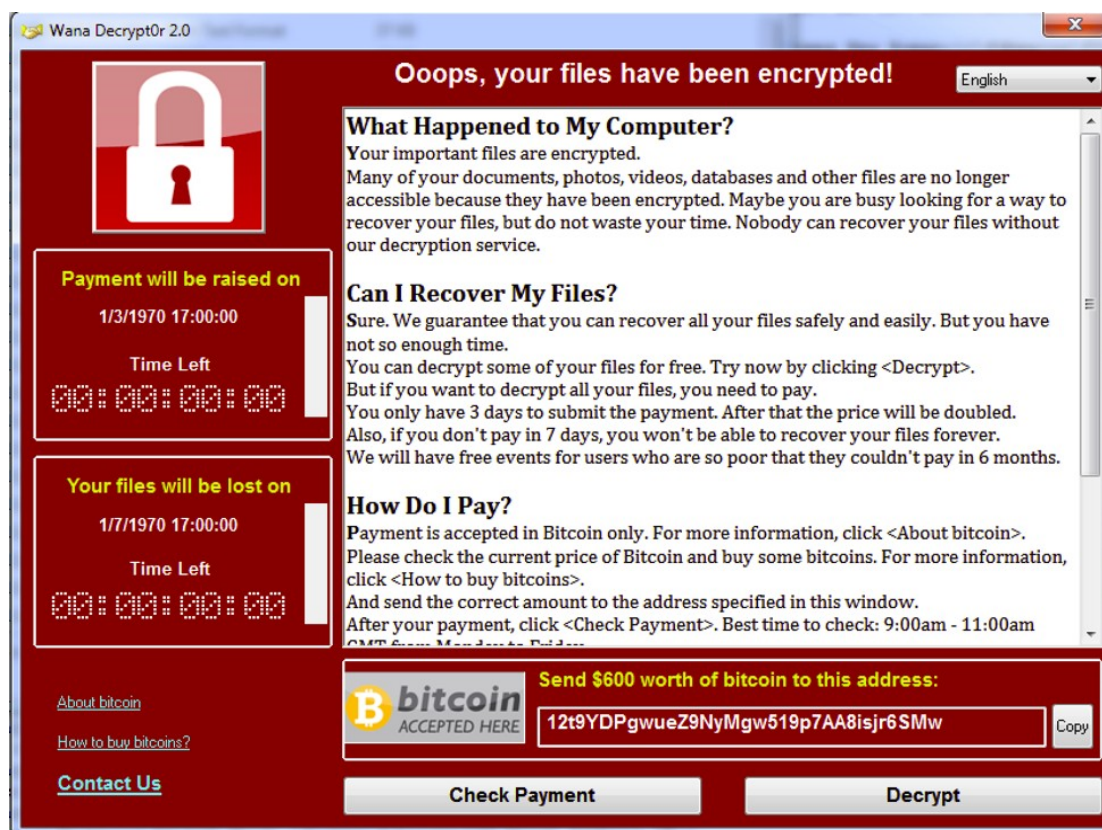 Wana Decrypt0r 2.0
Ooops, your files have been encrypted!
English
What Happened to My Computer?
Your important files are encrypted.
Many of your documents, photos, videos, databases and other files are no longer
accessible because they have been encrypted. Maybe you are busy looking for a way to
recover your files, but do not waste your time. Nobody can recover your files without
our decryption service.
Can I Recover My Files?
Sure. We guarantee that you can recover all your files safely and easily. But you have
not so enough time.
You can decrypt some of your files for free. Try now by clicking <Decrypt>.
But if you want to decrypt all your files, you need to pay.
You only have 3 days to submit the payment. After that the price will be doubled.
Also, if you don't pay in 7 days, you won't be able to recover your files forever.
We will have free events for users who are so poor that they couldn't pay in 6 months.
How Do I Pay?
Payment is accepted in Bitcoin only. For more information, click <About bitcoin>.
Please check the current price of Bitcoin and buy some bitcoins. For more information,
click <How to buy bitcoins>.
And send the correct amount to the address specified in this window.
After your payment, click <Check Payment>. Best time to check: 9:00am - 11:00am
GMT from Monday to Friday.
Payment will be raised on
1/3/1970 17:00:00
Time Left
00:00:00:00
Your files will be lost on
1/7/1970 17:00:00
Time Left
00:00:00:00
About bitcoin
How to buy bitcoins?
Contact Us
bitcoin
ACCEPTED HERE
Send $600 worth of bitcoin to this address:
12t9YDPgwueZ9NyMgw519p7AA8isjr6SMw
Copy
Check Payment
Decrypt